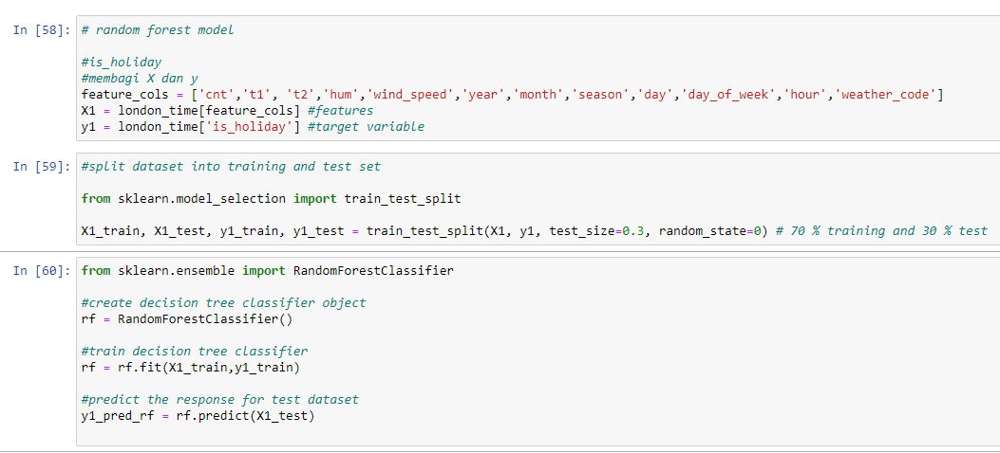 In [58]: # random forest model
#is_holiday
#membagi X dan y
feature_cols = ['cnt','t1', 't2','hum','wind_speed','year','month','season','day','day_of_week','hour','weather_code']
X1 = london_time[feature_cols] #features
y1 = london_time['is_holiday'] #target variable
In [59]: #split dataset into training and test set
from sklearn.model_selection import train_test_split
X1_train, X1_test, y1_train, y1_test = train_test_split(X1, y1, test_size=0.3, random_state=0) # 70 % training and 30 % test
In [60]: from sklearn.ensemble import RandomForestClassifier
#create decision tree classifier object
rf = RandomForestClassifier()
#train decision tree classifier
rf = rf.fit(X1_train,y1_train)
#predict the response for test dataset
y1_pred_rf = rf.predict(X1_test)